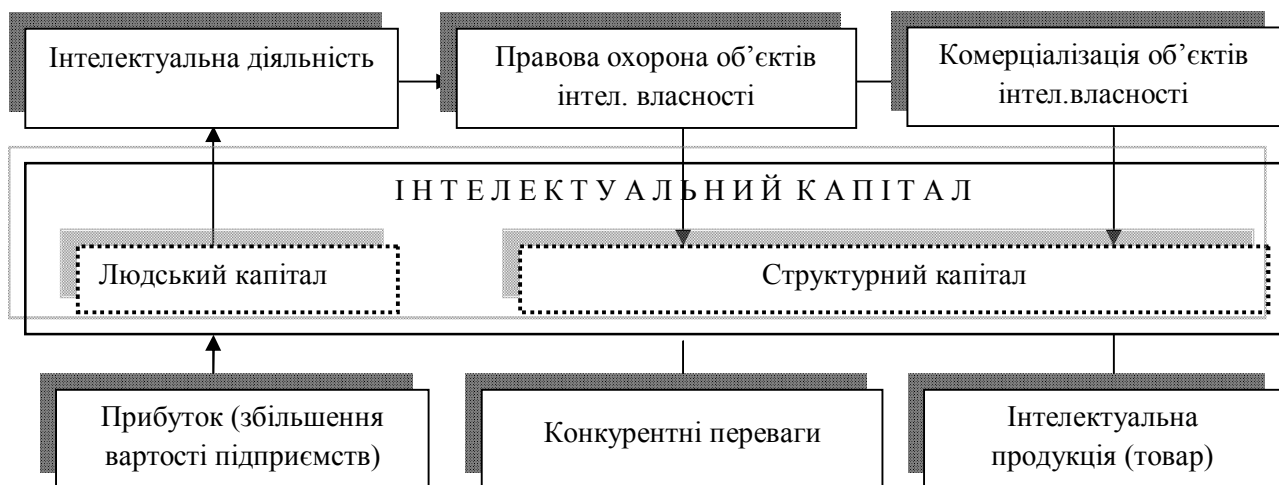 Інтелектуальна діяльність
Правова охорона об’єктів
інтел. власності
Комерціалізація об’єктів
інтел.власності
І Н Т Е Л Е К Т У А Л Ь Н И Й К А П І Т А Л
Людський капітал
Структурний капітал
Прибуток (збільшення
вартості підприємств)
Конкурентні переваги
Інтелектуальна
продукція (товар)